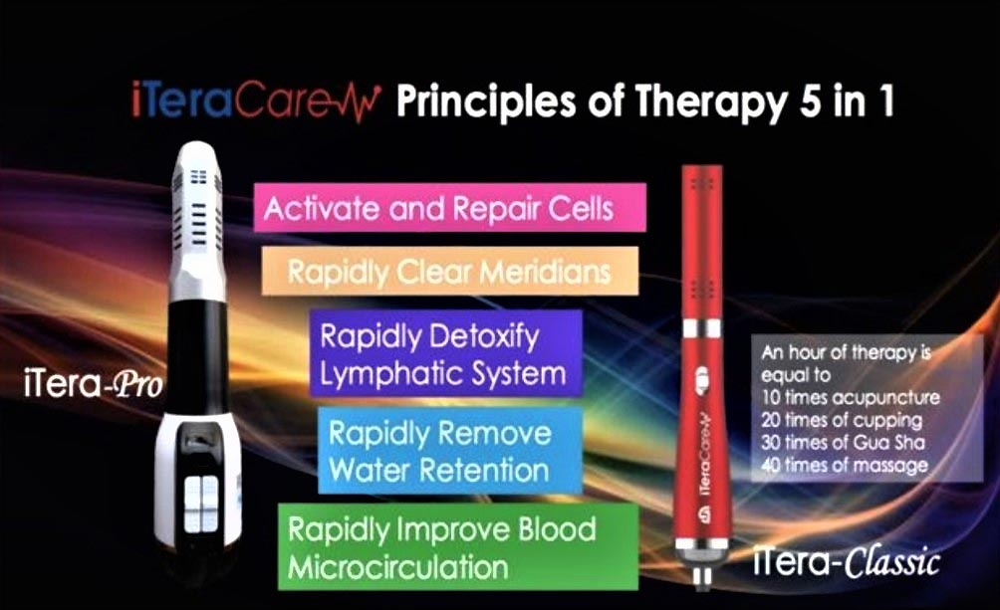 iTeraCare Principles of Therapy 5 in 1
Activate and Repair Cells
Rapidly Clear Meridians
Rapidly Detoxify
Lymphatic System
Rapidly Remove
Water Retention
Rapidly Improve Blood
Microcirculation
iTera-Pro
iTeraCare
An hour of therapy is
equal to
10 times acupuncture
20 times of cupping
30 times of Gua Sha
40 times of massage
iTera-Classic